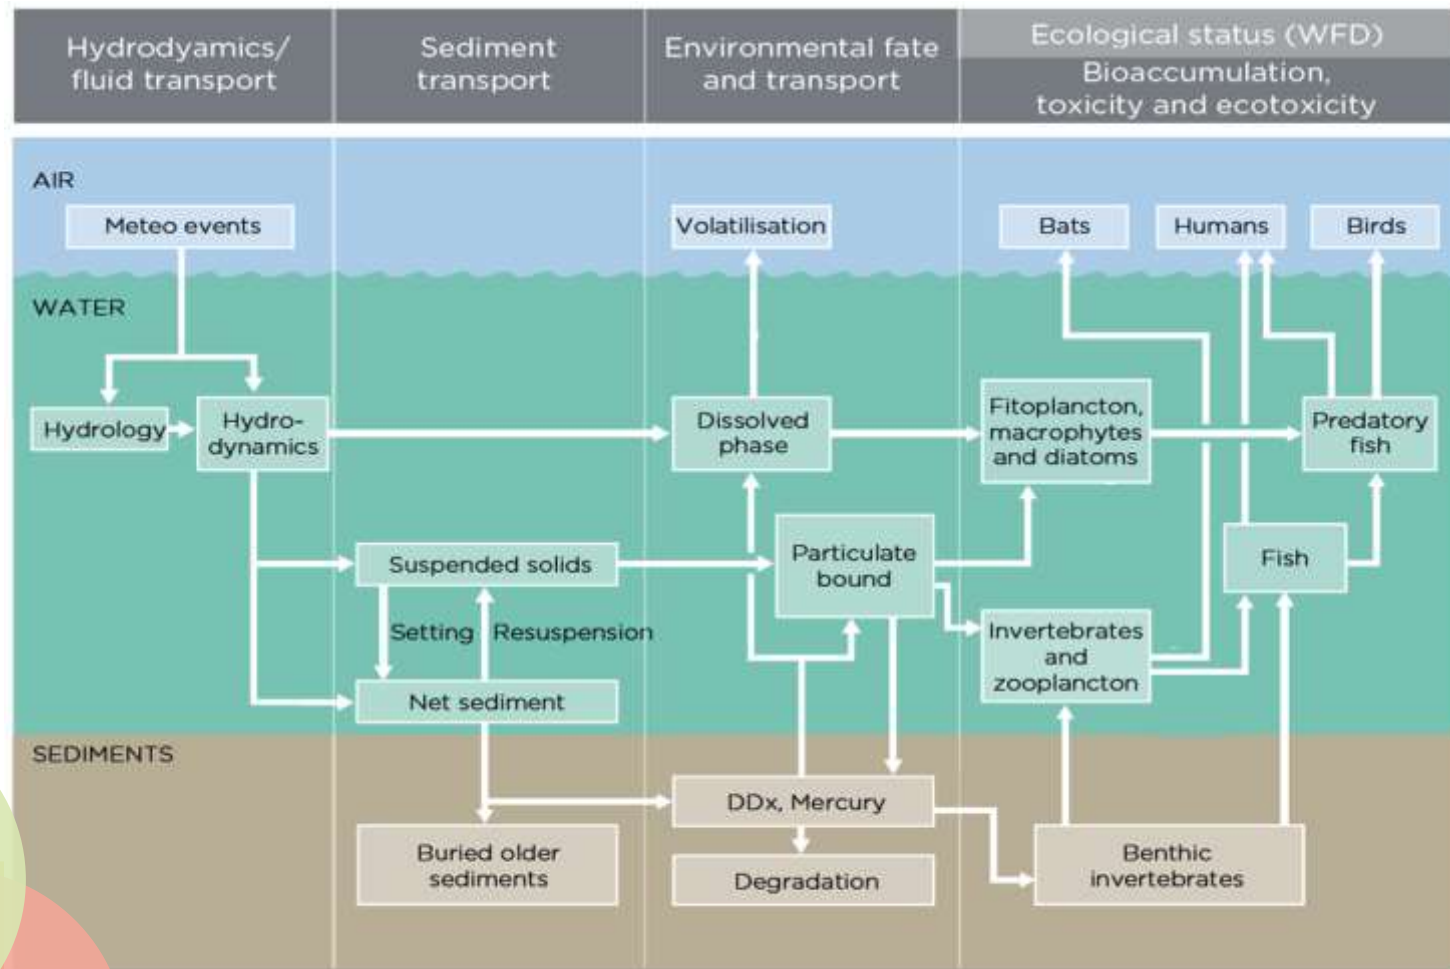 Hydrodyamics/
fluid transport
Sediment
transport
Environmental fate
and transport
Ecological status (WFD)
Bioaccumulation,
toxicity and ecotoxicity
AIR
Meteo events
Volatilisation
Bats
Humans
Birds
WATER
Hydrology
Hydro-
dynamics
Dissolved
phase
Fitoplancton,
macrophytes
and diatoms
Predatory
fish
Suspended solids
Particulate
bound
Fish
Setting
Resuspension
Invertebrates
and
zooplancton
Net sediment
SEDIMENTS
DDx, Mercury
Buried older
sediments
Degradation
Benthic
invertebrates